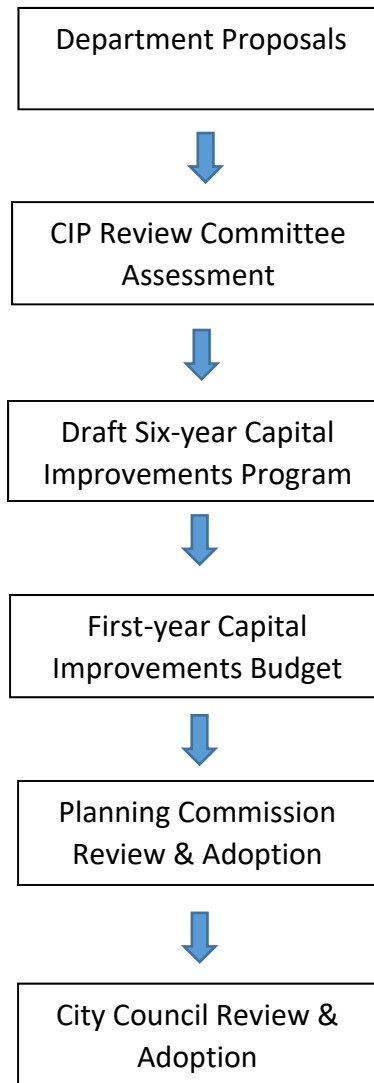 Department Proposals
CIP Review Committee
Assessment
Draft Six-year Capital
Improvements Program
First-year Capital
Improvements Budget
Planning Commission
Review & Adoption
City Council Review &
Adoption